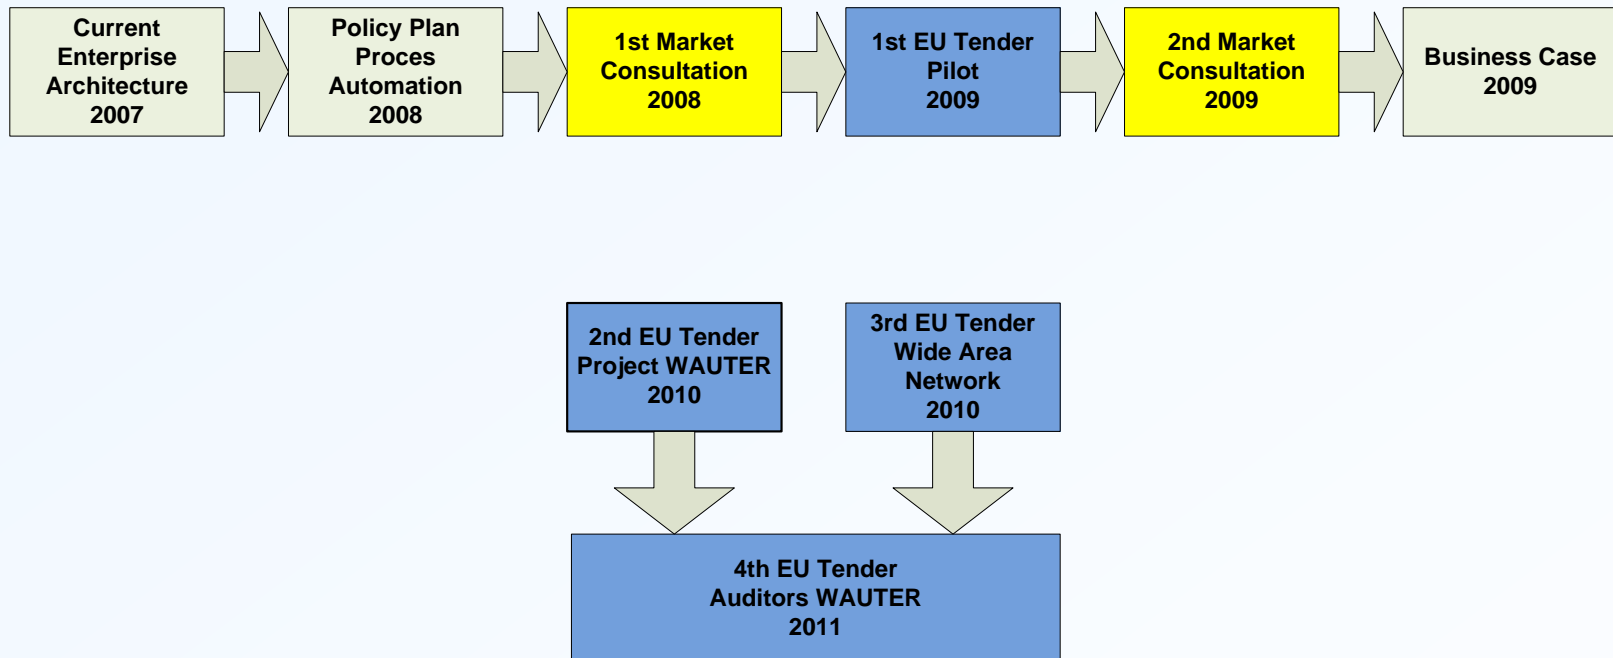 Current
Enterprise
Architecture
2007
Policy Plan
Proces
Automation
2008
1st Market
Consultation
2008
1st EU Tender
Pilot
2009
2nd Market
Consultation
2009
Business Case
2009
2nd EU Tender
Project WAUTER
2010
3rd EU Tender
Wide Area
Network
2010
4th EU Tender
Auditors WAUTER
2011